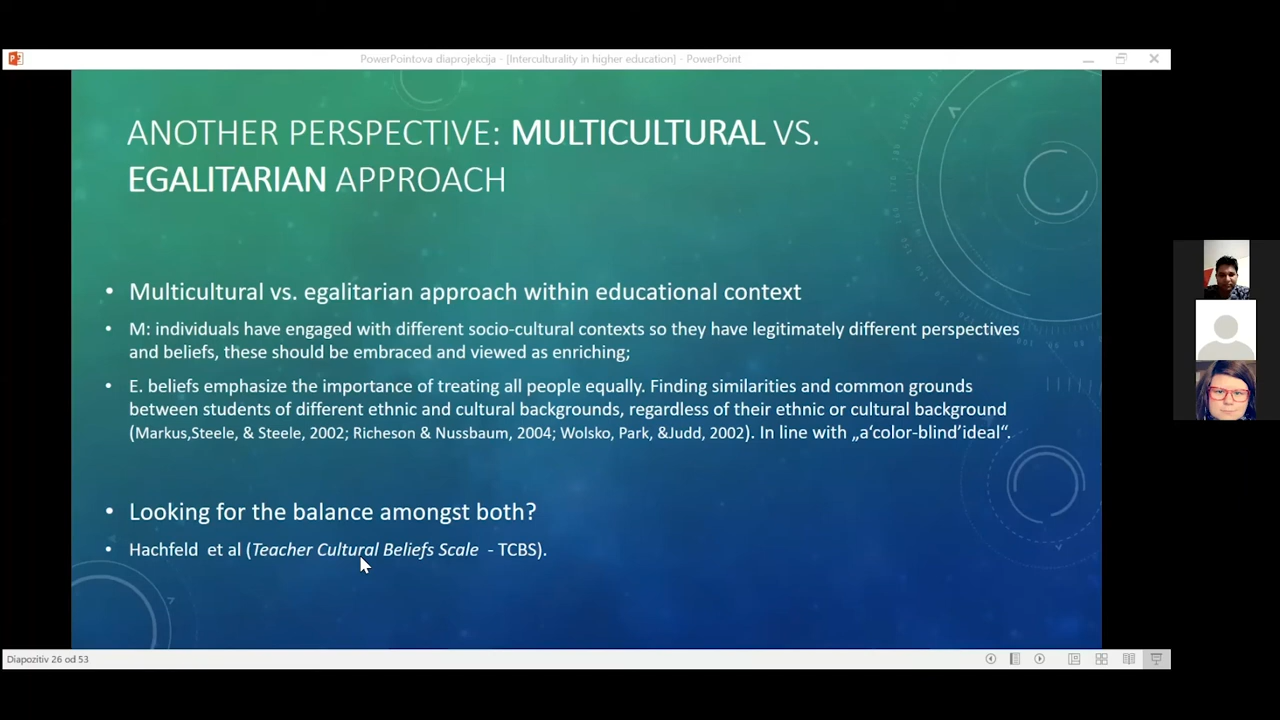 PowerPointova diaprojekcija - [Interculturality in higher education] - PowerPoint
ANOTHER PERSPECTIVE: MULTICULTURAL VS.
EGALITARIAN APPROACH
• Multicultural vs. egalitarian approach within educational context
• M: individuals have engaged with different socio-cultural contexts so they have legitimately different perspectives
and beliefs, these should be embraced and viewed as enriching;
• E. beliefs emphasize the importance of treating all people equally. Finding similarities and common grounds
between students of different ethnic and cultural backgrounds, regardless of their ethnic or cultural background
(Markus,Steele, & Steele, 2002; Richeson & Nussbaum, 2004; Wolsko, Park, &Judd, 2002). In line with „a‘color-blind’ideal“.
• Looking for the balance amongst both?
• Hachfeld et al (Teacher Cultural Beliefs Scale - TCBS).
Diapozitiv 26 od 53